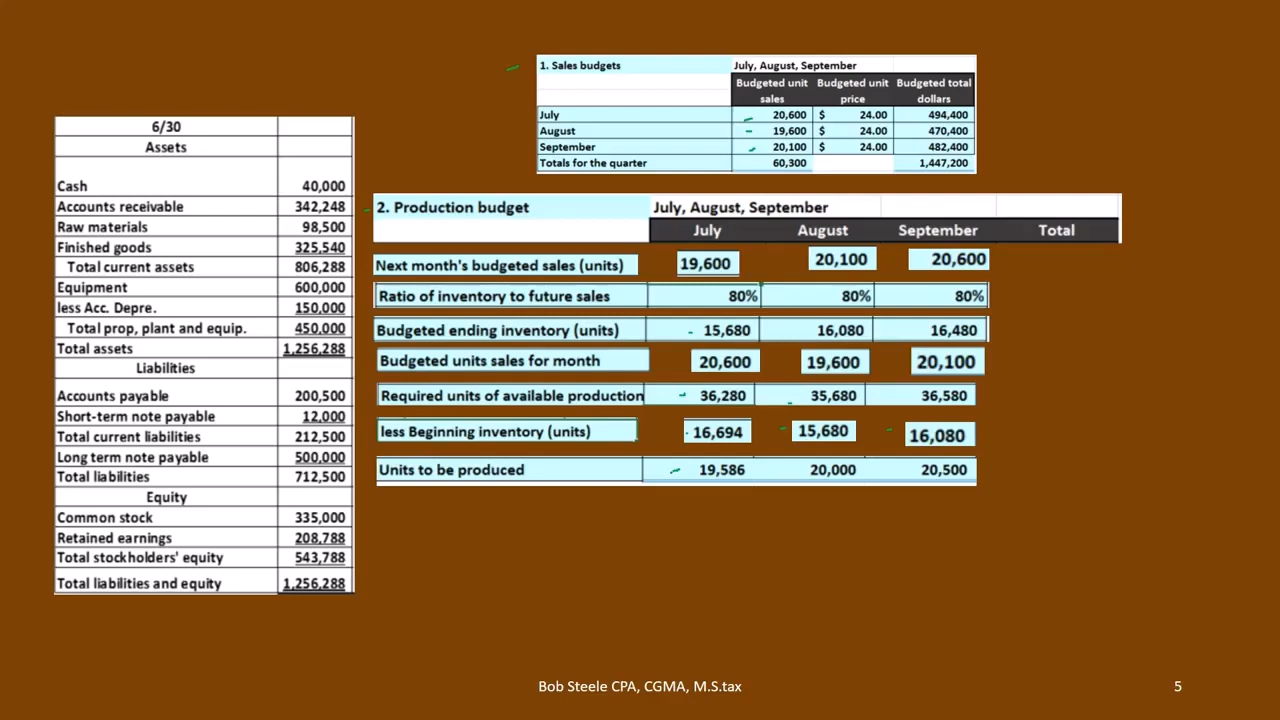 1. Sales budgets July, August, September
Budgeted unit sales Budgeted unit price Budgeted total dollars
July 20,600 $ 24.00 494,400
August 19,600 $ 24.00 470,400
September 20,100 $ 24.00 482,400
Totals for the quarter 60,300 1,447,200
6/30
Assets
Cash 40,000
Accounts receivable 342,248
Raw materials 98,500
Finished goods 325,540
Total current assets 806,288
Equipment 600,000
less Acc. Depre. 150,000
Total prop, plant and equip. 450,000
Total assets 1,256,288
Liabilities
Accounts payable 200,500
Short-term note payable 12,000
Total current liabilities 212,500
Long term note payable 500,000
Total liabilities 712,500
Equity
Common stock 335,000
Retained earnings 208,788
Total stockholders' equity 543,788
Total liabilities and equity 1,256,288
2. Production budget July, August, September
July August September Total
Next month's budgeted sales (units) 19,600 20,100 20,600
Ratio of inventory to future sales 80% 80% 80%
Budgeted ending inventory (units) 15,680 16,080 16,480
Budgeted units sales for month 20,600 19,600 20,100
Required units of available production 36,280 35,680 36,580
less Beginning inventory (units) 16,694 15,680 16,080
Units to be produced 19,586 20,000 20,500
Bob Steele CPA, CGMA, M.S.tax
5